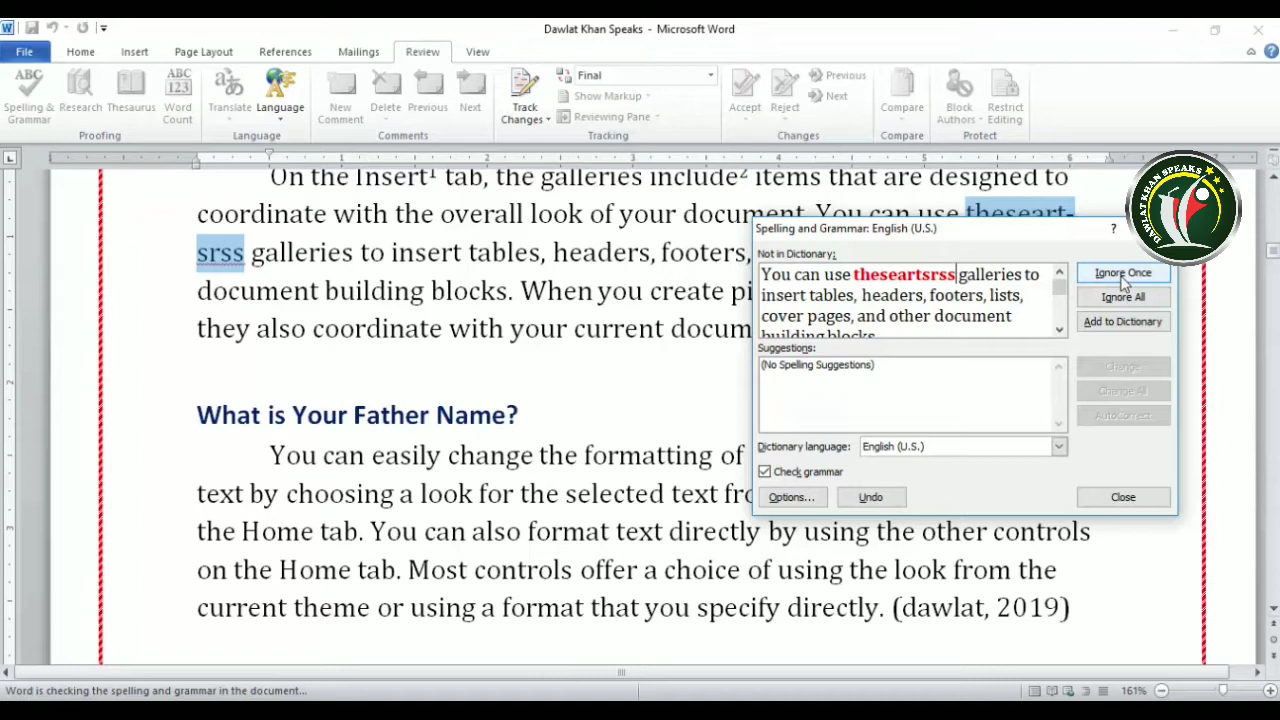 Dawlat Khan Speaks - Microsoft Word
File Home Insert Page Layout References Mailings Review View
Spelling & Grammar
Research
Thesaurus
Word Count
Translate
Language
New Comment
Delete
Previous
Next
Track Changes
Final
Show Markup
Reviewing Pane
Accept
Reject
Previous
Next
Compare
Block Authors
Restrict Editing
Proofing Language Comments Tracking Changes Compare Protect
1 2 3 4 5 6 7
On the Insert¹ tab, the galleries include² items that are designed to
coordinate with the overall look of your document. You can use theseart-
srss galleries to insert tables, headers, footers,
document building blocks. When you create pi
they also coordinate with your current docum
What is Your Father Name?
You can easily change the formatting of
text by choosing a look for the selected text fro
the Home tab. You can also format text directly by using the other controls
on the Home tab. Most controls offer a choice of using the look from the
current theme or using a format that you specify directly. (dawlat, 2019)
DAWLAT KHAN SPEAKS
Spelling and Grammar: English (U.S.)
Not in Dictionary:
You can use theseartsrss galleries to
insert tables, headers, footers, lists,
cover pages, and other document
building blocks.
Ignore Once
Ignore All
Add to Dictionary
Suggestions:
(No Spelling Suggestions)
Change
Change All
AutoCorrect
Dictionary language: English (U.S.)
Check grammar
Options... Undo Close
Word is checking the spelling and grammar in the document...
161%